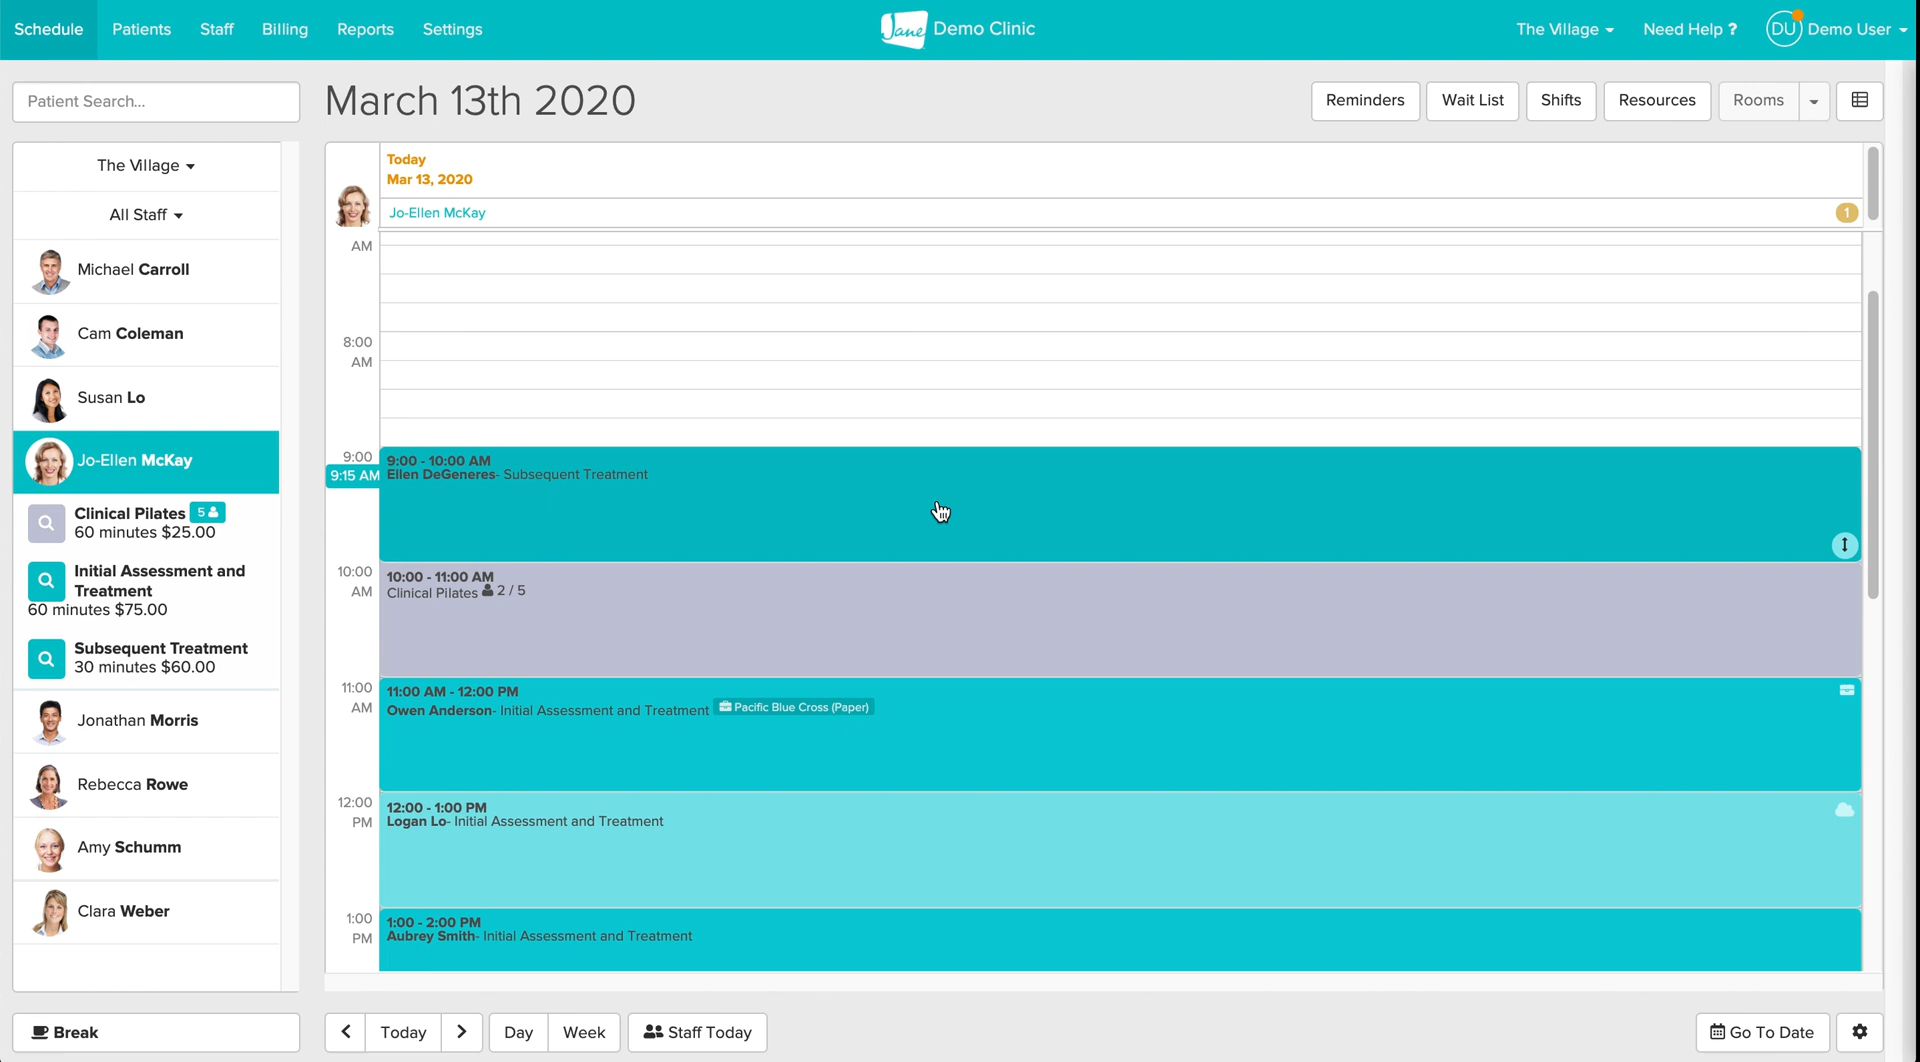 Schedule Patients Staff Billing Reports Settings
Jane Demo Clinic
The Village Need Help ? DU Demo User
Patient Search...
March 13th 2020
Reminders Wait List Shifts Resources Rooms
The Village
All Staff
Michael Carroll
Cam Coleman
Susan Lo
Jo-Ellen McKay
Clinical Pilates 5
60 minutes $25.00
Initial Assessment and
Treatment
60 minutes $75.00
Subsequent Treatment
30 minutes $60.00
Jonathan Morris
Rebecca Rowe
Amy Schumm
Clara Weber
Break
Today
Mar 13, 2020
Jo-Ellen McKay 1
AM
8:00
AM
9:00
9:15 AM
9:00 - 10:00 AM
Ellen DeGeneres- Subsequent Treatment
10:00
AM
10:00 - 11:00 AM
Clinical Pilates 2 / 5
11:00
AM
11:00 AM - 12:00 PM
Owen Anderson- Initial Assessment and Treatment Pacific Blue Cross (Paper)
12:00
PM
12:00 - 1:00 PM
Logan Lo- Initial Assessment and Treatment
1:00
PM
1:00 - 2:00 PM
Aubrey Smith- Initial Assessment and Treatment
Today Day Week Staff Today Go To Date